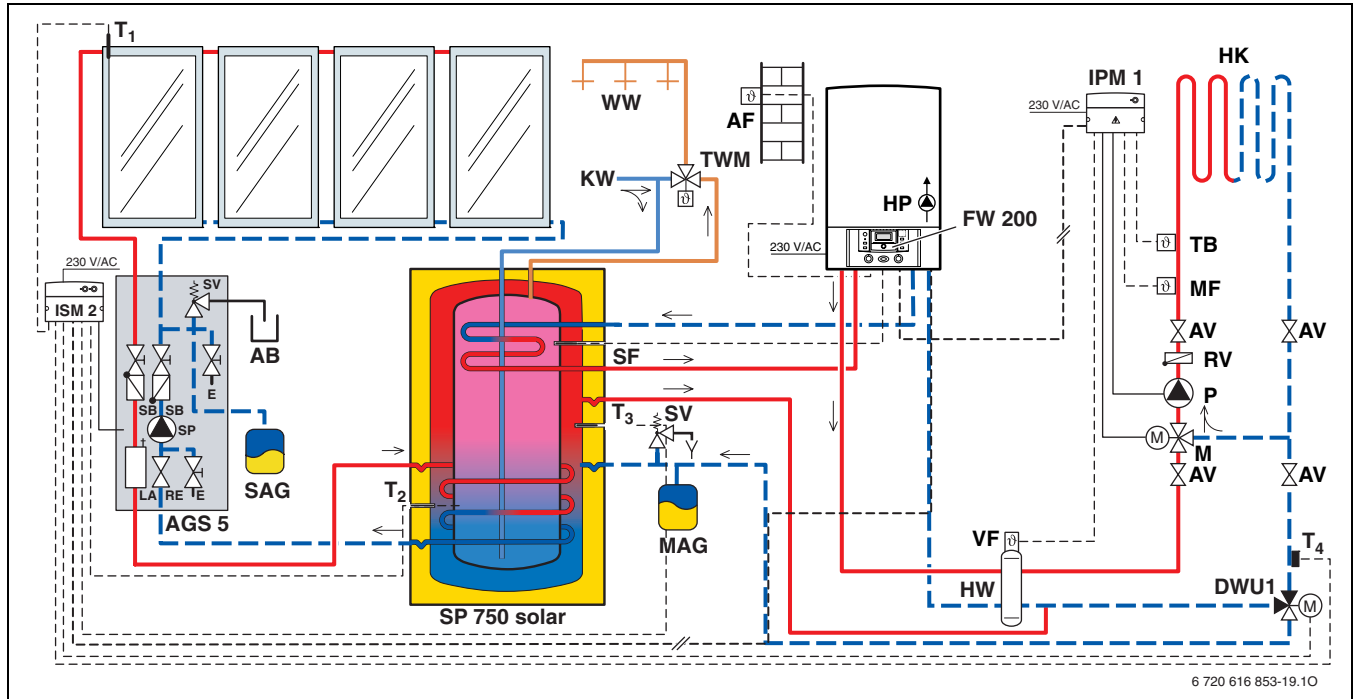 T1
HK
IPM 1
230 V/AC
ϑ
AF
WW
TWM
ϑ
KW
HP
FW 200
230 V/AC
TB
ϑ
MF
ϑ
230 V/AC
ISM 2
SV
AB
E
AV
AV
RV
P
SF
SB SB
SP
T3
SV
M
M
AV
AV
SAG
LA RE E
AGS 5
T2
MAG
VF
ϑ
T4
HW
DWU1
M
SP 750 solar
6 720 616 853-19.1O